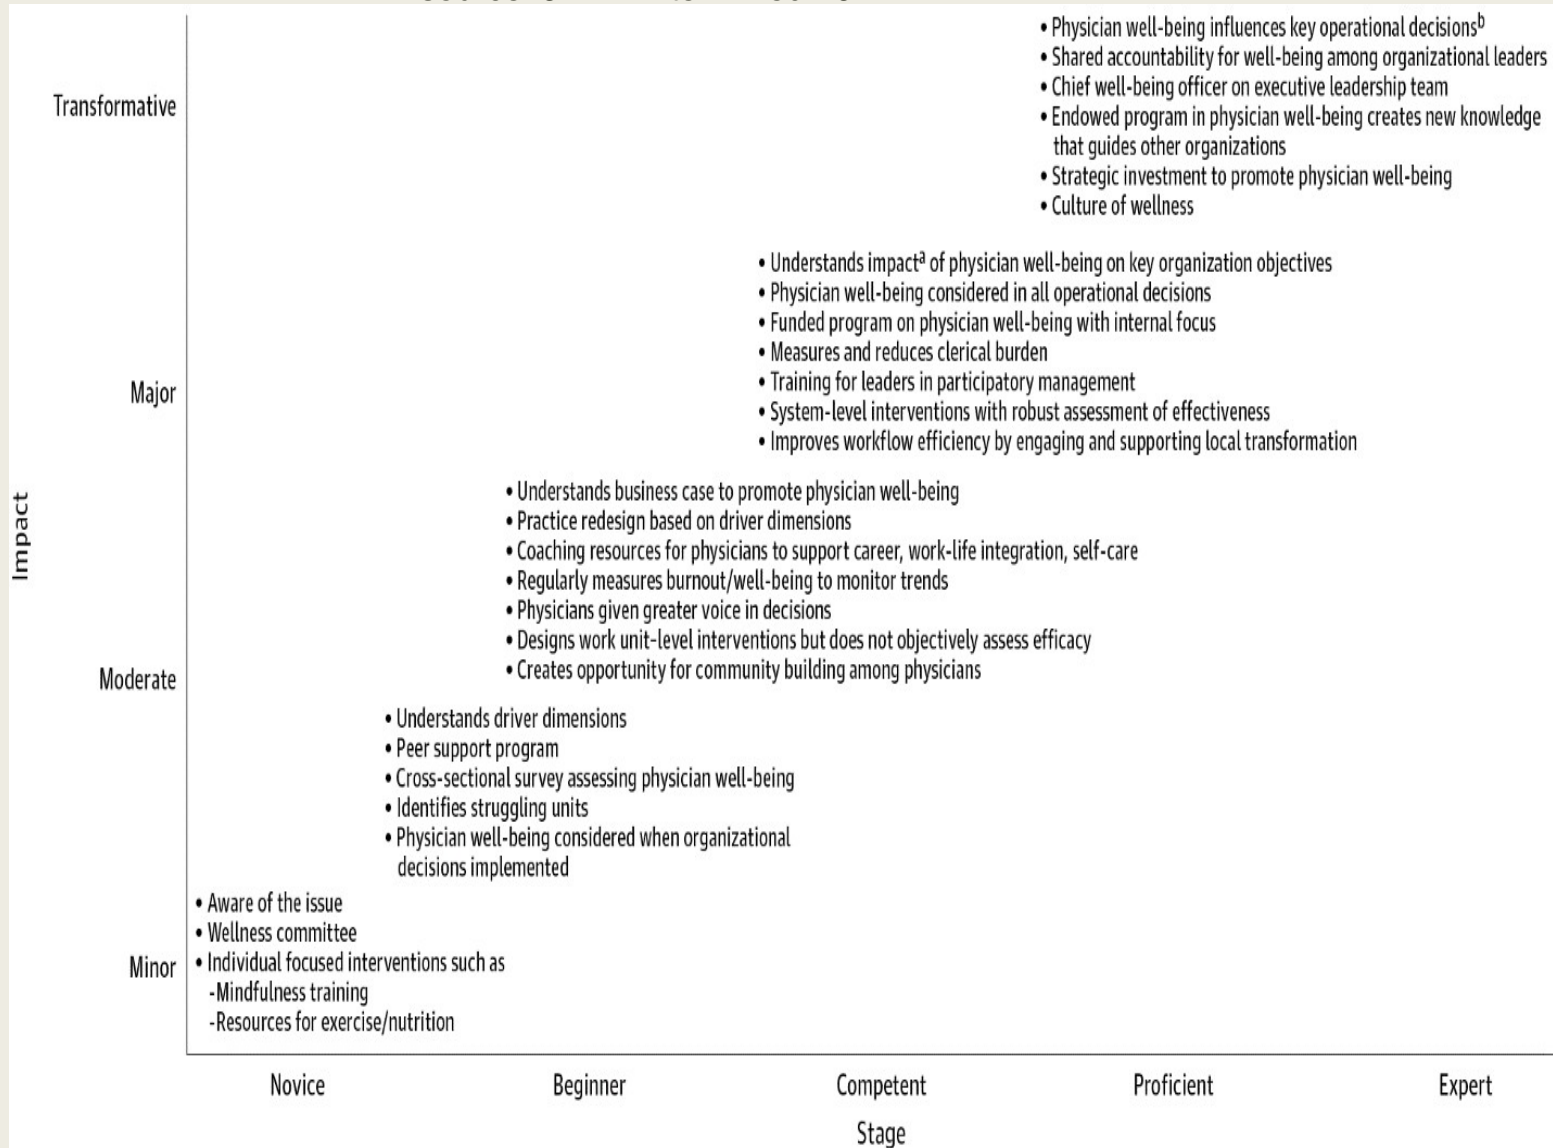 • Physician well-being influences key operational decisionsᵇ
• Shared accountability for well-being among organizational leaders
• Chief well-being officer on executive leadership team
• Endowed program in physician well-being creates new knowledge
that guides other organizations
• Strategic investment to promote physician well-being
• Culture of wellness
Transformative
• Understands impactᵃ of physician well-being on key organization objectives
• Physician well-being considered in all operational decisions
• Funded program on physician well-being with internal focus
• Measures and reduces clerical burden
• Training for leaders in participatory management
• System-level interventions with robust assessment of effectiveness
• Improves workflow efficiency by engaging and supporting local transformation
Major
Impact
• Understands business case to promote physician well-being
• Practice redesign based on driver dimensions
• Coaching resources for physicians to support career, work-life integration, self-care
• Regularly measures burnout/well-being to monitor trends
• Physicians given greater voice in decisions
• Designs work unit-level interventions but does not objectively assess efficacy
• Creates opportunity for community building among physicians
Moderate
• Understands driver dimensions
• Peer support program
• Cross-sectional survey assessing physician well-being
• Identifies struggling units
• Physician well-being considered when organizational
decisions implemented
• Aware of the issue
• Wellness committee
• Individual focused interventions such as
-Mindfulness training
-Resources for exercise/nutrition
Minor
Novice
Beginner
Competent
Proficient
Expert
Stage